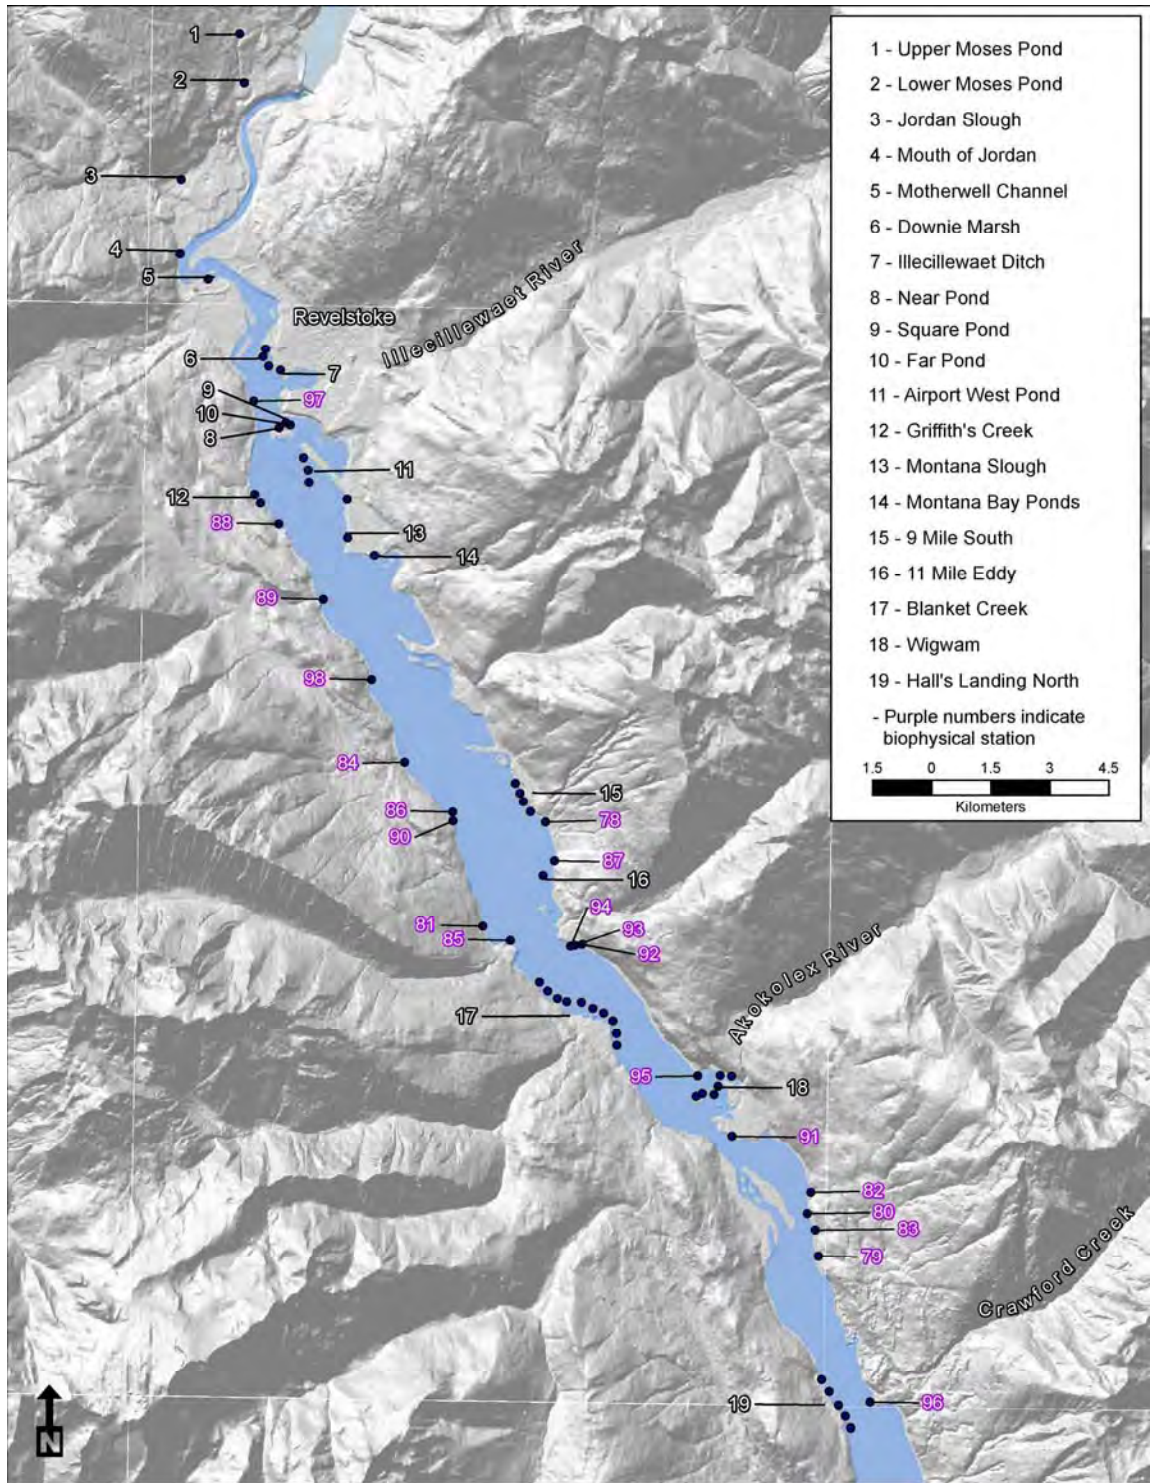 1
2
3
4
5
Revelstoke
Illecillewaet River
6
7
9
97
10
8
11
12
88
13
14
89
98
84
15
86
78
90
87
16
94
81
93
85
92
17
Akokolex River
95
18
91
82
80
83
79
Crawford Creek
19
96
N
1 - Upper Moses Pond
2 - Lower Moses Pond
3 - Jordan Slough
4 - Mouth of Jordan
5 - Motherwell Channel
6 - Downie Marsh
7 - Illecillewaet Ditch
8 - Near Pond
9 - Square Pond
10 - Far Pond
11 - Airport West Pond
12 - Griffith's Creek
13 - Montana Slough
14 - Montana Bay Ponds
15 - 9 Mile South
16 - 11 Mile Eddy
17 - Blanket Creek
18 - Wigwam
19 - Hall's Landing North
- Purple numbers indicate
biophysical station
1.5 0 1.5 3 4.5
Kilometers